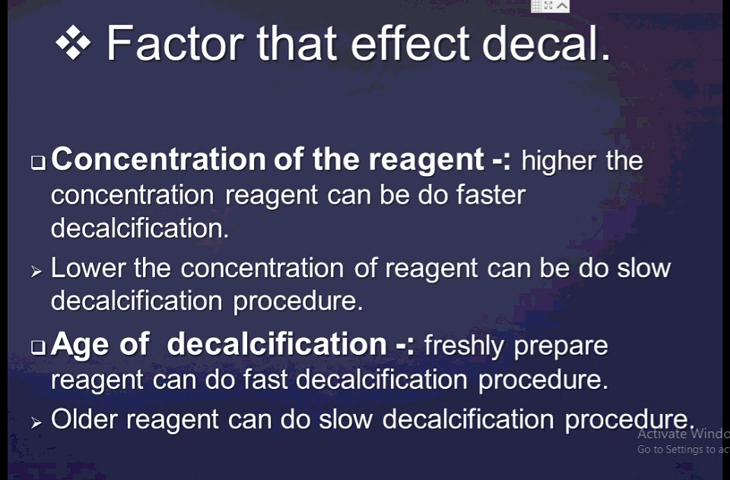 ❖ Factor that effect decal.
❑ Concentration of the reagent -: higher the
concentration reagent can be do faster
decalcification.
➢ Lower the concentration of reagent can be do slow
decalcification procedure.
❑ Age of decalcification -: freshly prepare
reagent can do fast decalcification procedure.
➢ Older reagent can do slow decalcification procedure.
Activate Windo
Go to Settings to ac